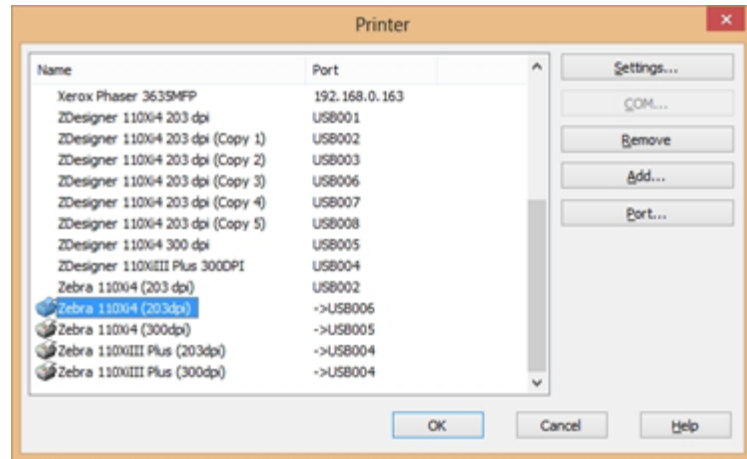 Printer
Name Port
Settings...
Xerox Phaser 3635MFP 192.168.0.163
COM...
ZDesigner 110Xi4 203 dpi USB001
ZDesigner 110Xi4 203 dpi (Copy 1) USB002
Remove
ZDesigner 110Xi4 203 dpi (Copy 2) USB003
ZDesigner 110Xi4 203 dpi (Copy 3) USB006
Add...
ZDesigner 110Xi4 203 dpi (Copy 4) USB007
Port...
ZDesigner 110Xi4 203 dpi (Copy 5) USB008
ZDesigner 110Xi4 300 dpi USB005
ZDesigner 110XiIII Plus 300DPI USB004
Zebra 110Xi4 (203 dpi) USB002
Zebra 110Xi4 (203dpi) ->USB006
Zebra 110Xi4 (300dpi) ->USB005
Zebra 110XiIII Plus (203dpi) ->USB004
Zebra 110XiIII Plus (300dpi) ->USB004
OK Cancel Help